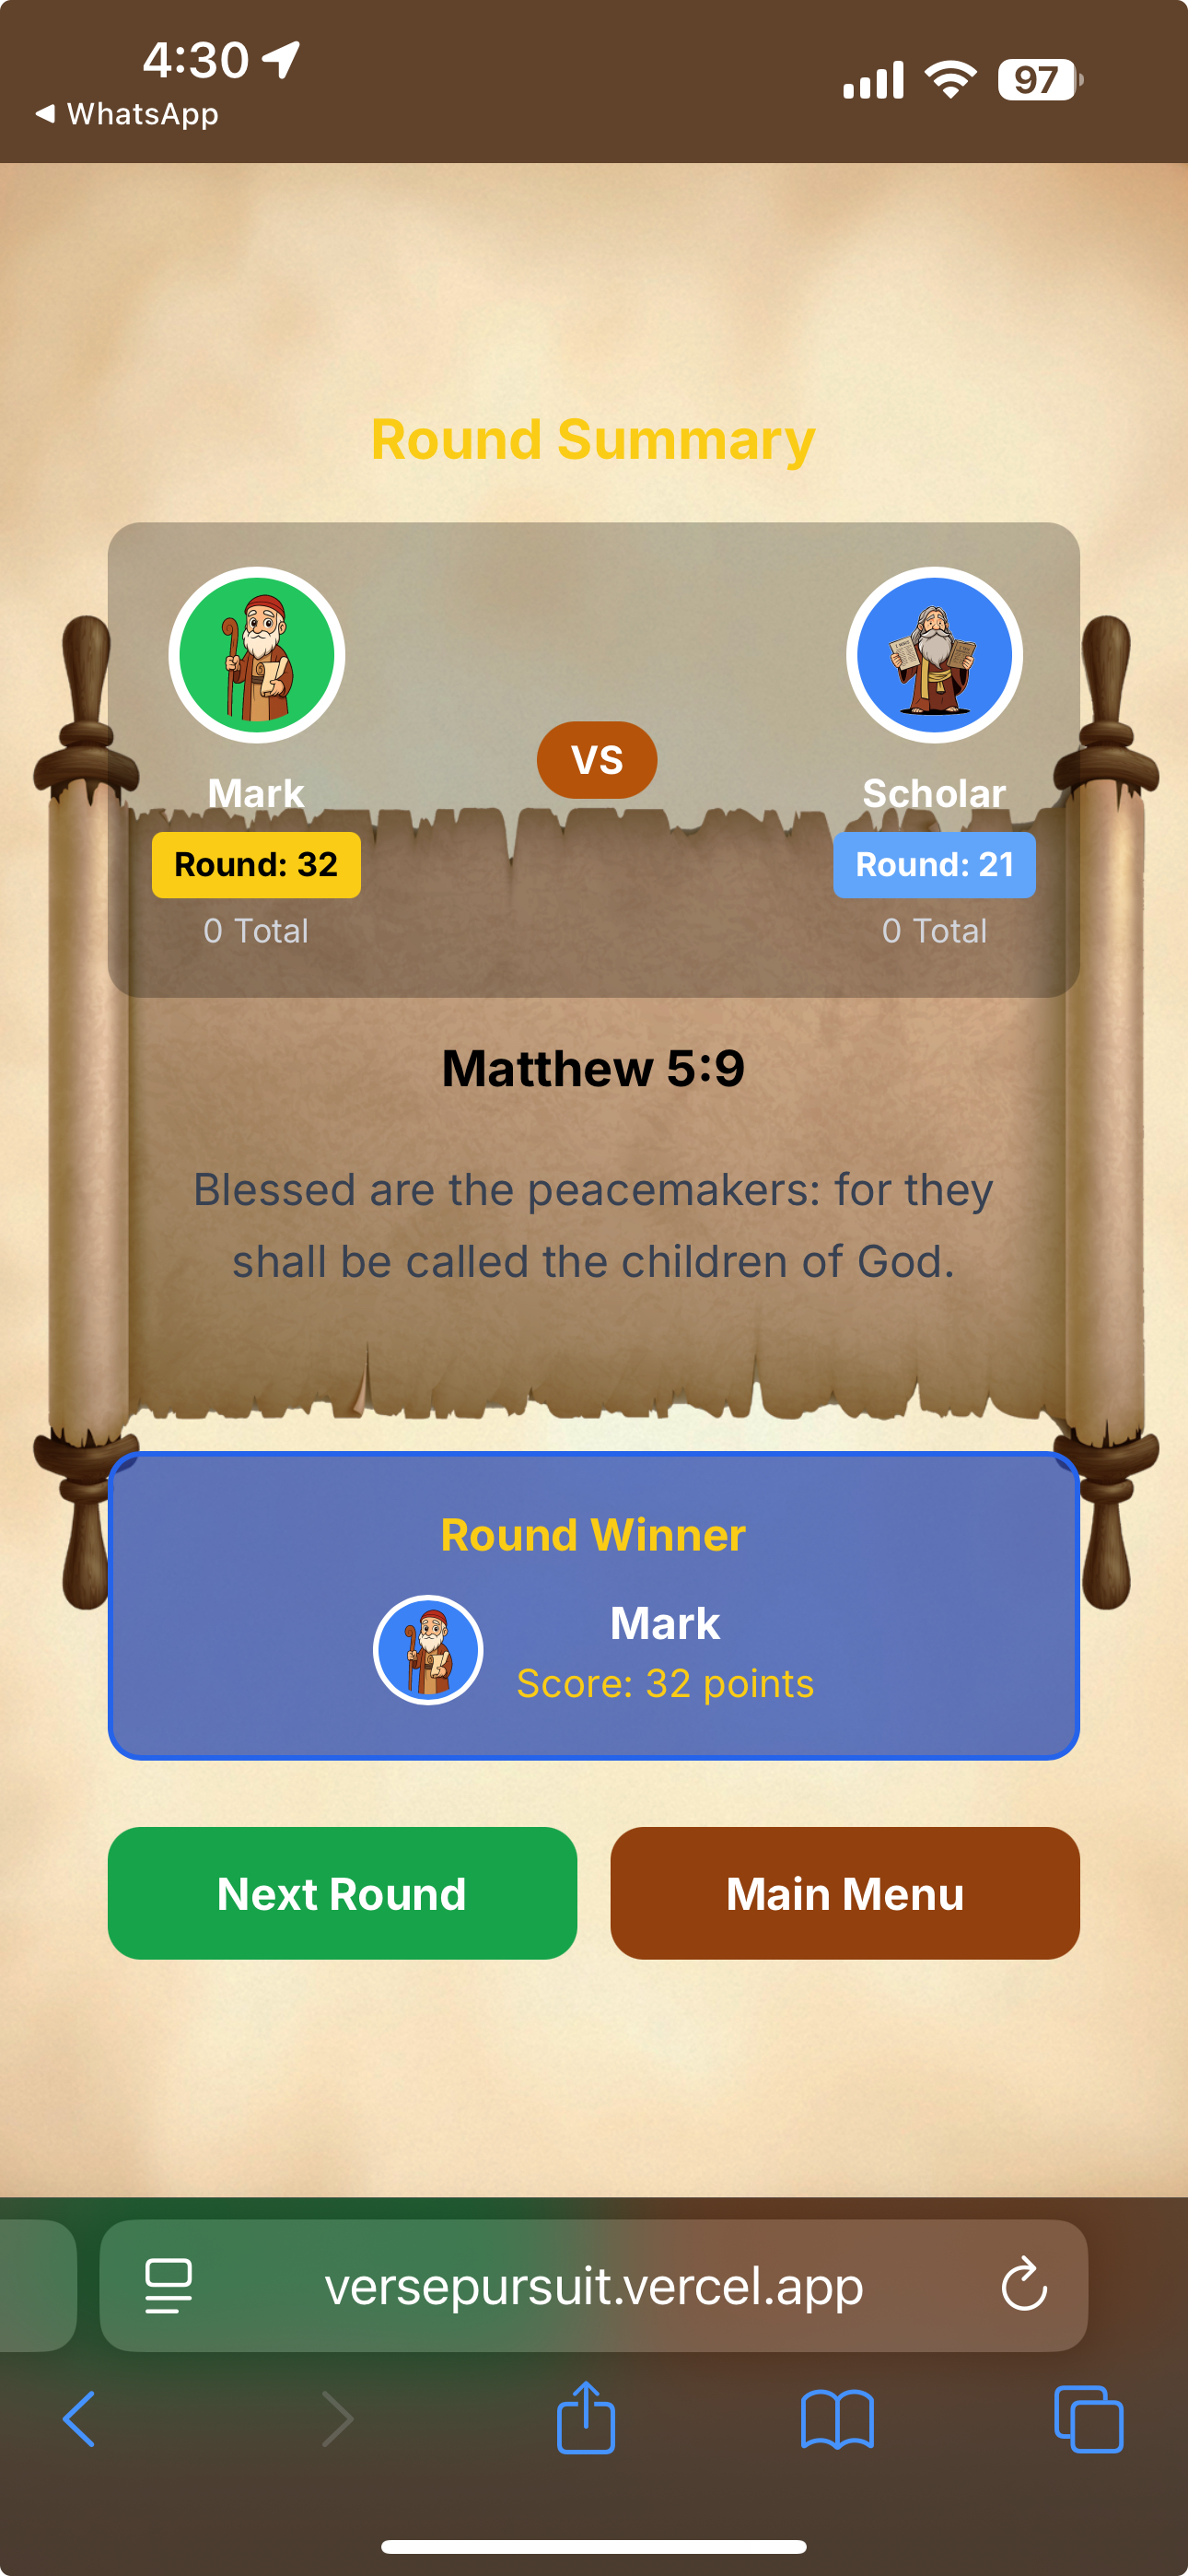 4:30
97
WhatsApp
Round Summary
VS
Mark
Scholar
Round: 32
Round: 21
0 Total
0 Total
Matthew 5:9
Blessed are the peacemakers: for they
shall be called the children of God.
Round Winner
Mark
Score: 32 points
Next Round
Main Menu
versepursuit.vercel.app